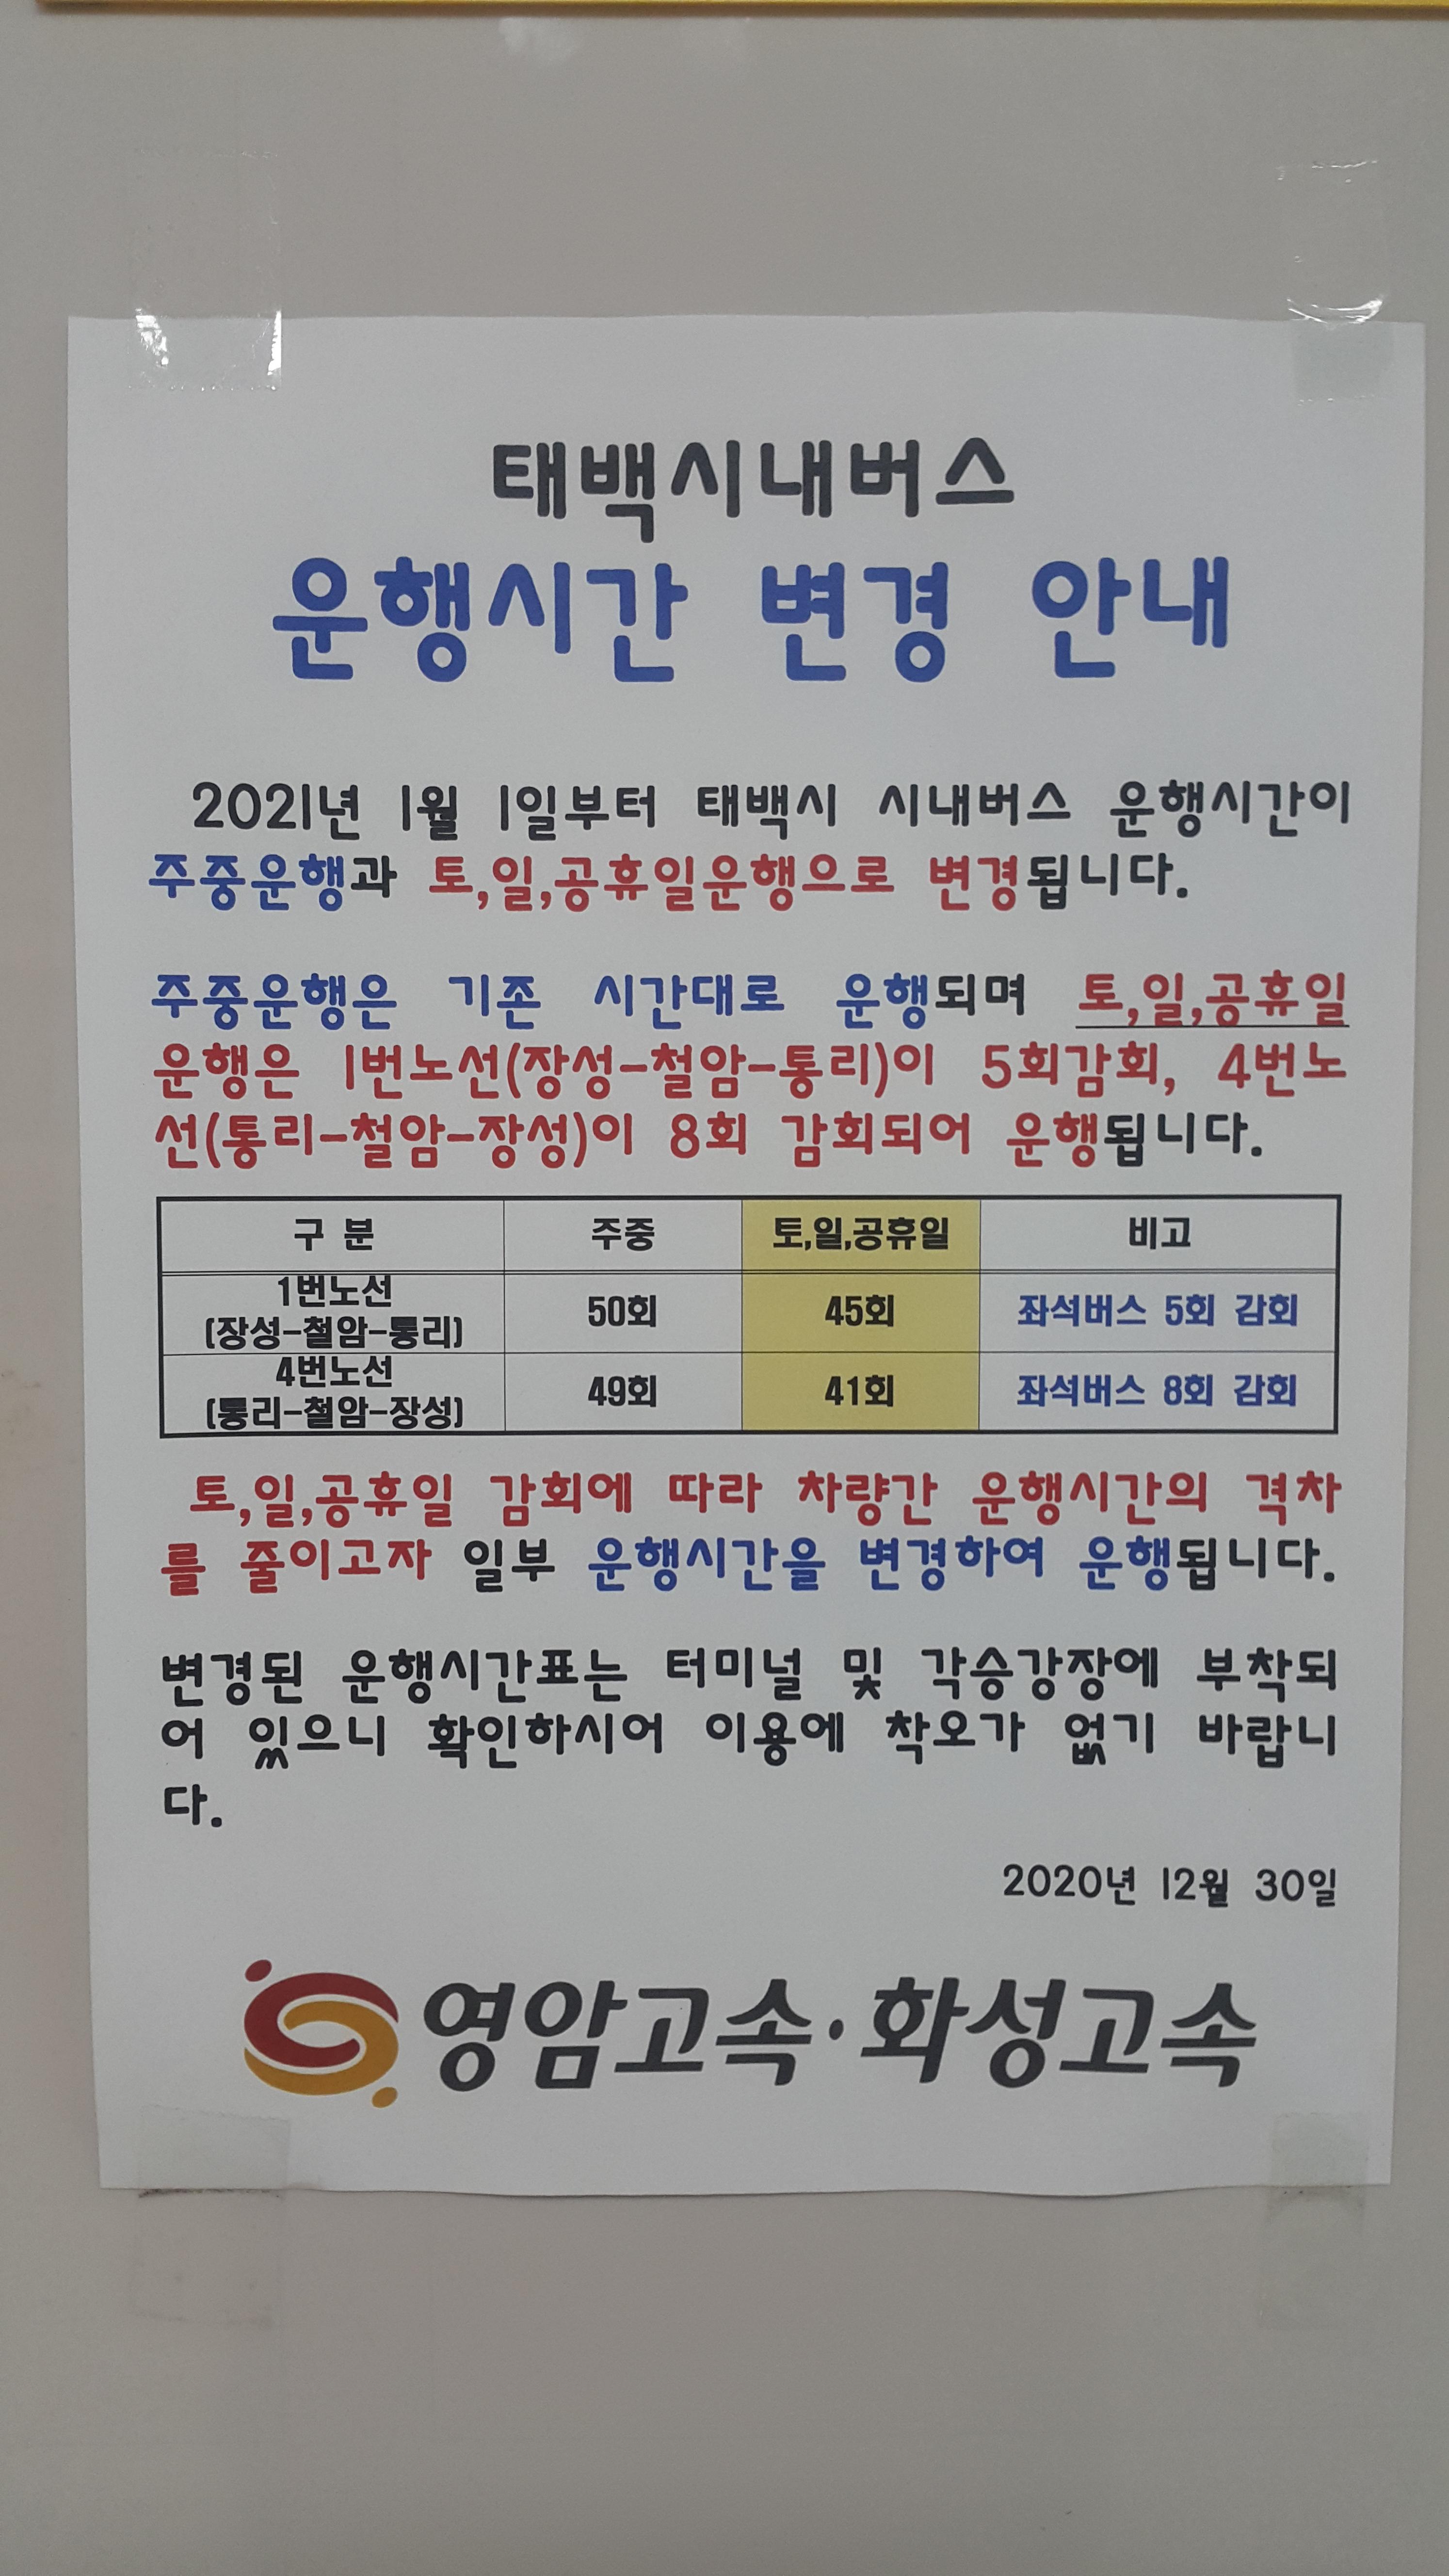 태백시내버스
운행시간 변경 안내
2021년 1월 1일부터 태백시 시내버스 운행시간이
주중운행과 토,일,공휴일운행으로 변경됩니다.
주중운행은 기존 시간대로 운행되며 토,일,공휴일
운행은 1번노선(장성-철암-통리)이 5회감회, 4번노
선(통리-철암-장성)이 8회 감회되어 운행됩니다.
구 분 주중 토,일,공휴일 비고
1번노선
(장성-철암-통리) 50회 45회 좌석버스 5회 감회
4번노선
(통리-철암-장성) 49회 41회 좌석버스 8회 감회
토,일,공휴일 감회에 따라 차량간 운행시간의 격차
를 줄이고자 일부 운행시간을 변경하여 운행됩니다.
변경된 운행시간표는 터미널 및 각승강장에 부착되
어 있으니 확인하시어 이용에 착오가 없기 바랍니
다.
2020년 12월 30일
영암고속·화성고속